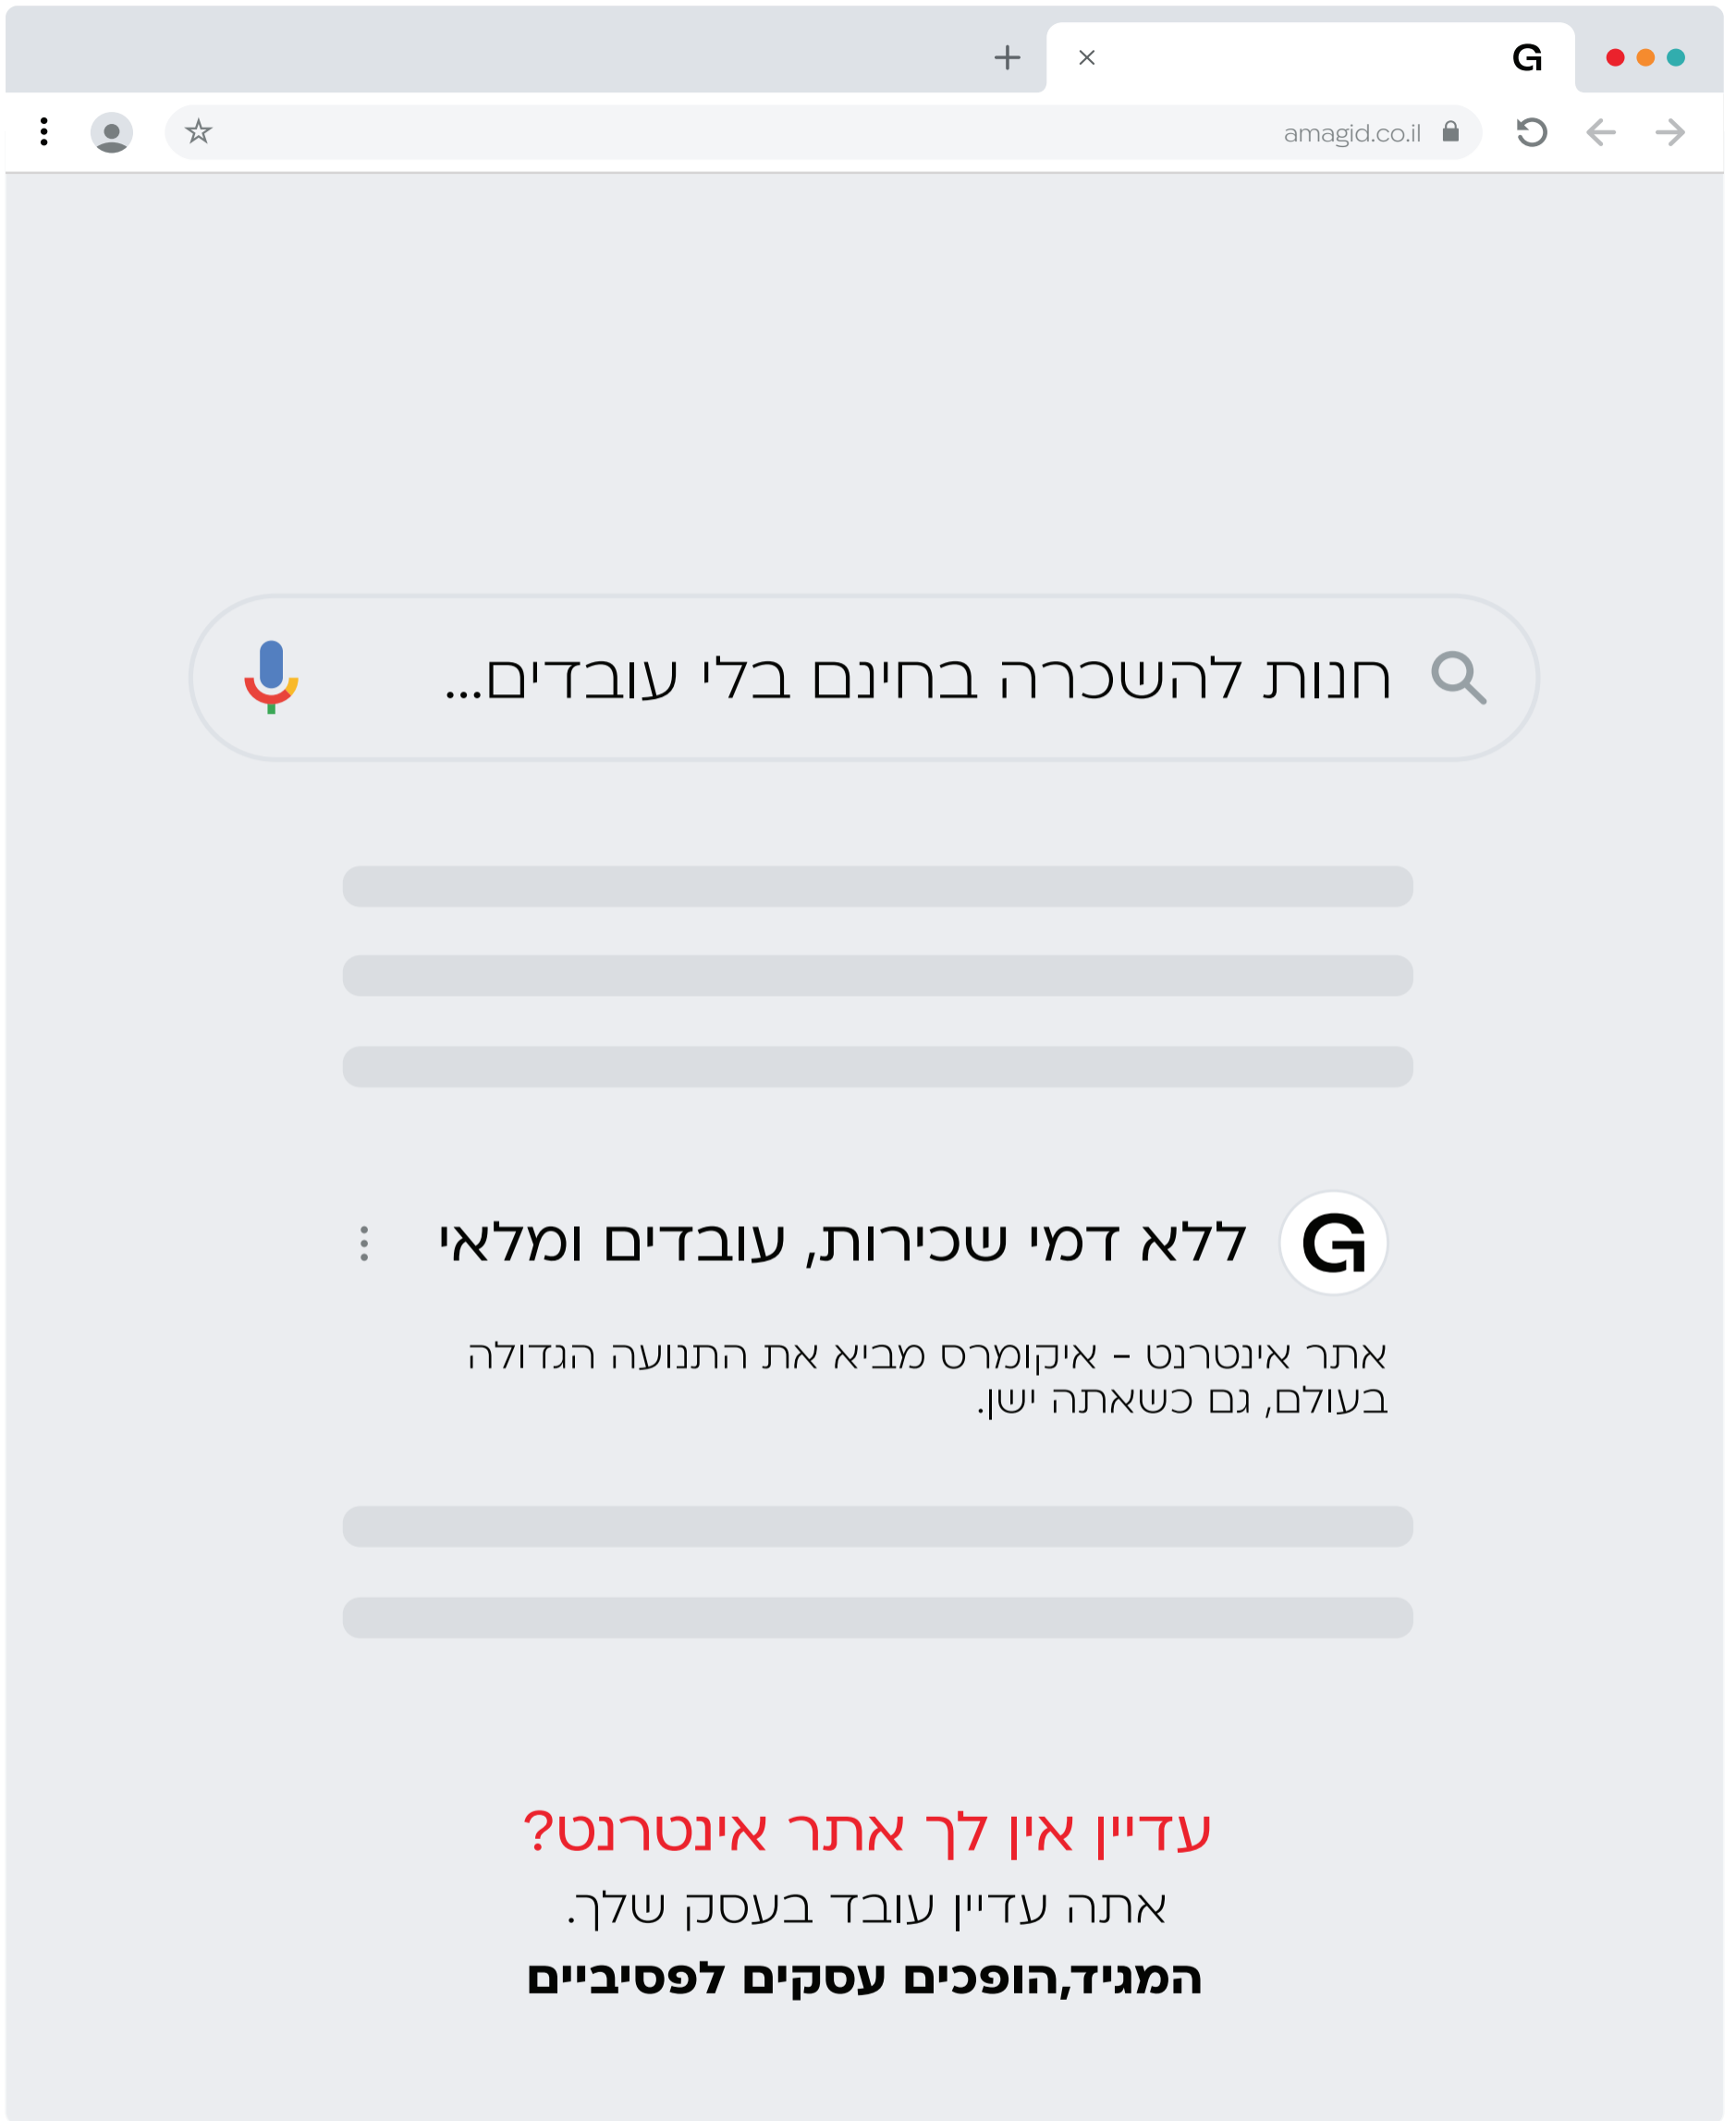 G
amagid.co.il
חנות להשכרה בחינם בלי עובדים...
G
ללא דמי שכירות, עובדים ומלאי
אתר אינטרנט - איקומרס מביא את התנועה הגדולה
בעולם, גם כשאתה ישן.
עדיין אין לך אתר אינטרנט?
אתה עדיין עובד בעסק שלך.
המגיד,הופכים עסקים לפסיביים